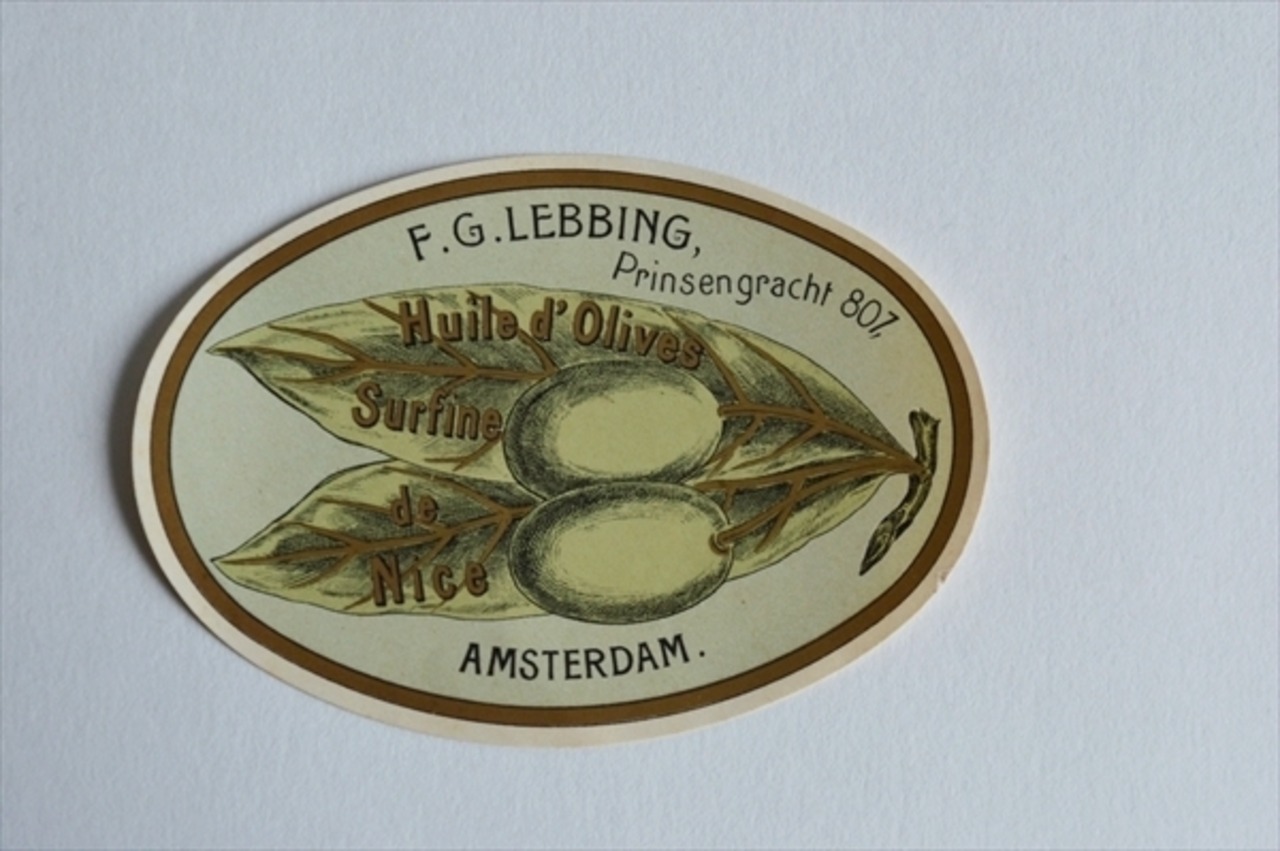 F.G.LEBBING,
Prinsengracht 807,
Huile d'Olives
Surfine
de
Nice
AMSTERDAM.